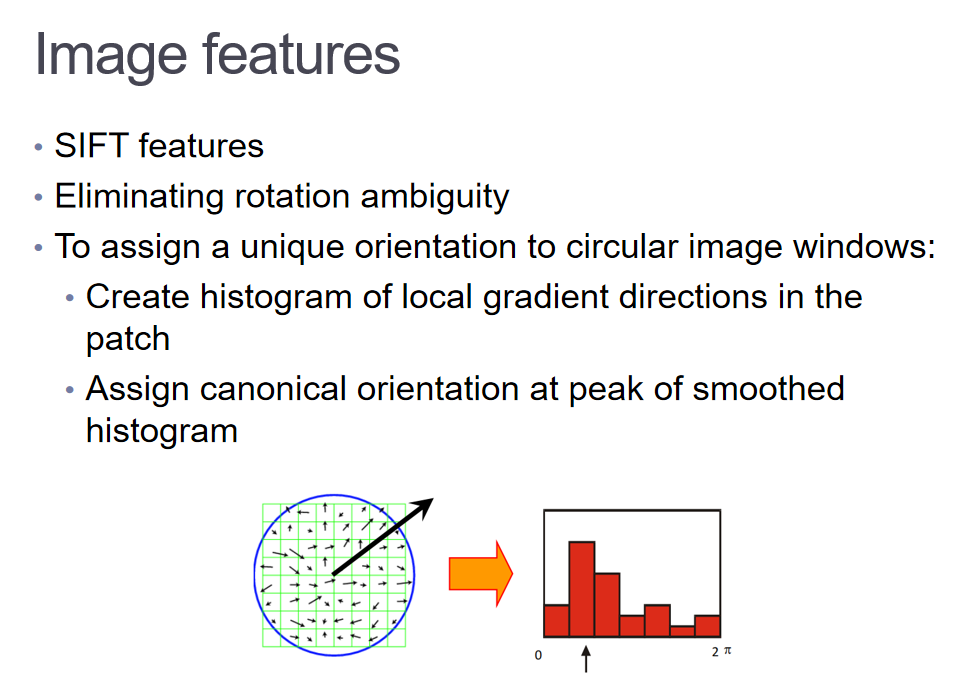 Image features
• SIFT features
• Eliminating rotation ambiguity
• To assign a unique orientation to circular image windows:
• Create histogram of local gradient directions in the
patch
• Assign canonical orientation at peak of smoothed
histogram
0
2 π